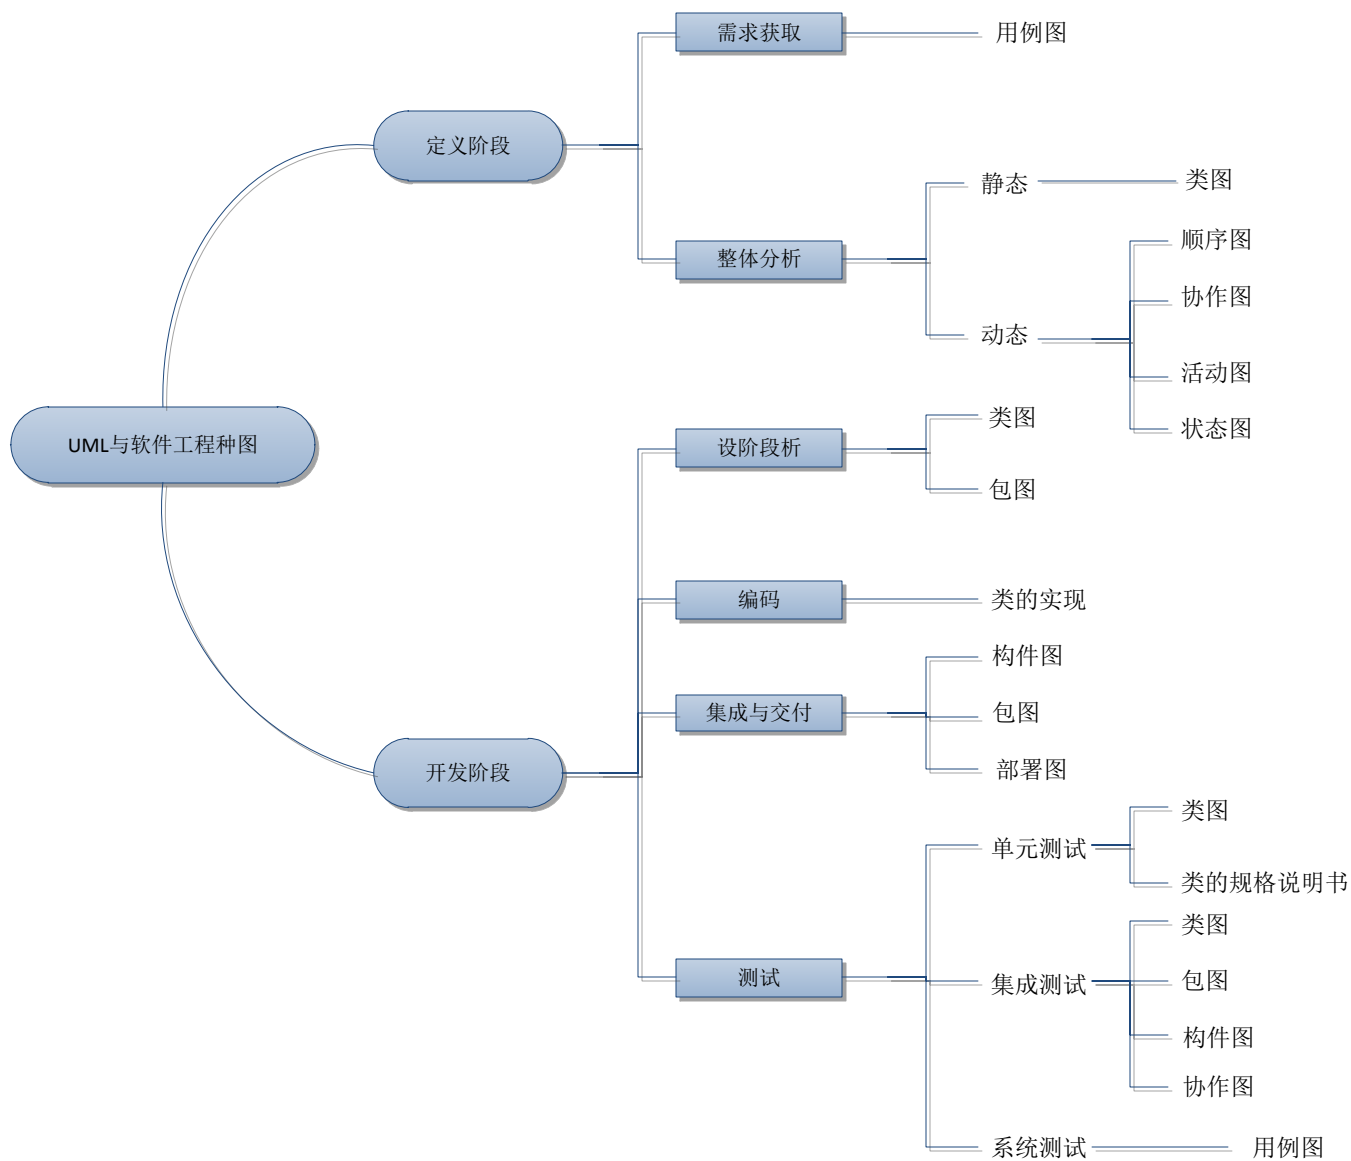 需求获取
用例图
定义阶段
静态
类图
顺序图
整体分析
协作图
动态
活动图
状态图
UML与软件工程种图
类图
设阶段析
包图
编码
类的实现
构件图
集成与交付
包图
部署图
开发阶段
类图
单元测试
类的规格说明书
类图
测试
集成测试
包图
构件图
协作图
系统测试
用例图